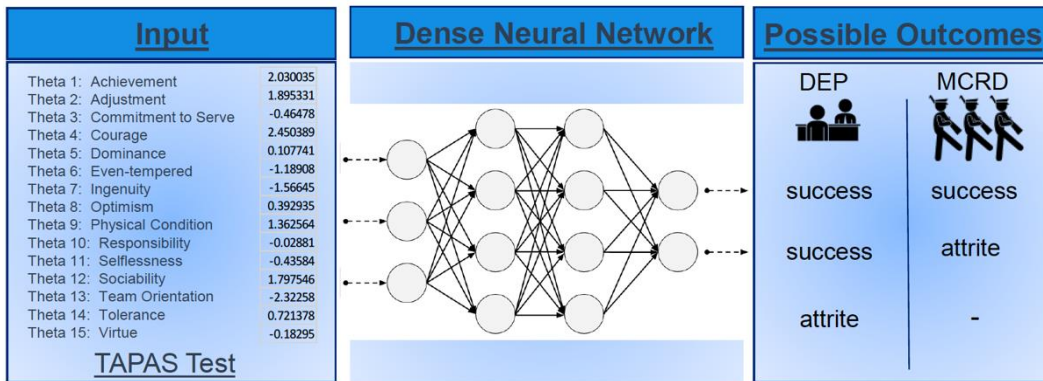 Input
Theta 1: Achievement 2.030035
Theta 2: Adjustment 1.895331
Theta 3: Commitment to Serve -0.46478
Theta 4: Courage 2.450389
Theta 5: Dominance 0.107741
Theta 6: Even-tempered -1.18908
Theta 7: Ingenuity -1.56645
Theta 8: Optimism 0.392935
Theta 9: Physical Condition 1.362564
Theta 10: Responsibility -0.02881
Theta 11: Selflessness -0.43584
Theta 12: Sociability 1.797546
Theta 13: Team Orientation -2.32258
Theta 14: Tolerance 0.721378
Theta 15: Virtue -0.18295
TAPAS Test
Dense Neural Network
Possible Outcomes
DEP MCRD
success success
success attrite
attrite -